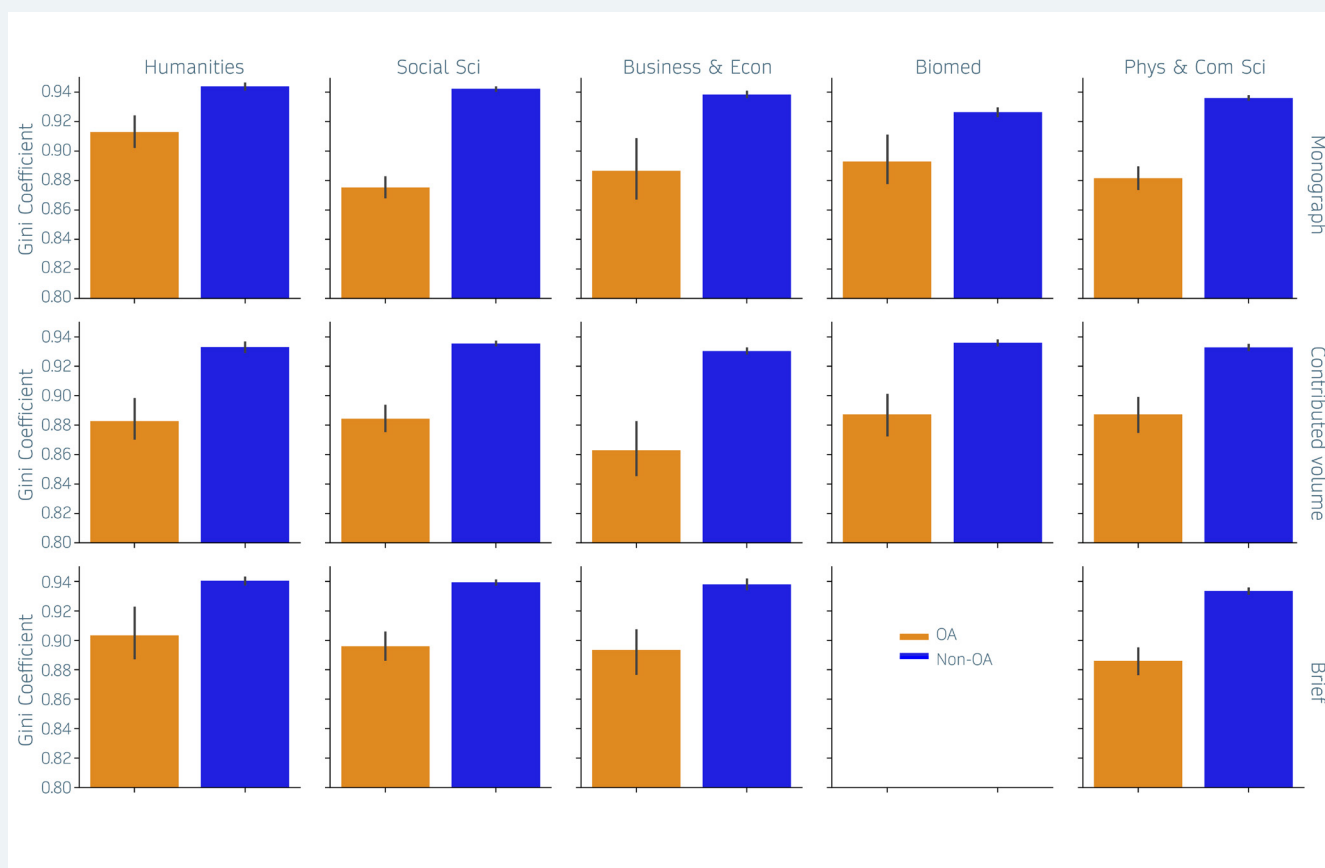 Humanities
Social Sci
Business & Econ
Biomed
Phys & Com Sci
Gini Coefficient
0.94
0.92
0.90
0.88
0.86
0.84
0.82
0.80
Monograph
Gini Coefficient
0.94
0.92
0.90
0.88
0.86
0.84
0.82
0.80
Contributed volume
Gini Coefficient
0.94
0.92
0.90
0.88
0.86
0.84
0.82
0.80
OA
Non-OA
Brief